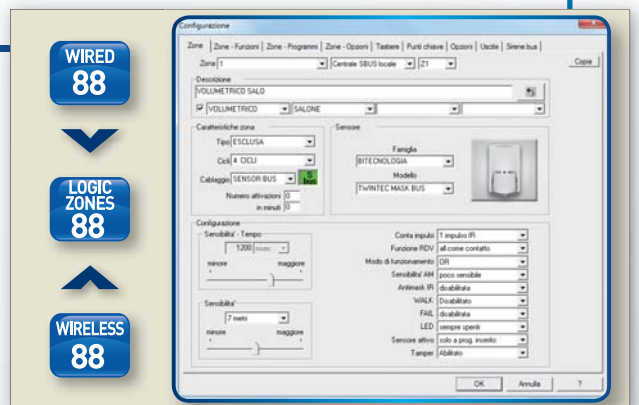 WIRED
88
LOGIC
ZONES
88
WIRELESS
88
Configurazione
Zone | Zone - Funzioni | Zone - Programmi | Zone - Opzioni | Tastiere | Punti chiave | Opzioni | Uscite | Sirene bus
Zona 1 Centrale SBUS locale Z1 Copia
Descrizione
VOLUMETRICO SALO
VOLUMETRICO SALONE
Caratteristiche zona
Tipo ESCLUSA
Cicli 4 CICLI
Cablaggio SENSOR BUS S bus
Numero attivazioni 0
in minuti 0
Sensore
Famiglia
BITECNOLOGIA
Modello
TWINTEC MASK BUS
Configurazione
Sensibilita' - Tempo
1200 msec
minore maggiore
Sensibilita'
7 metri
minore maggiore
Conta impulsi 1 impulso IR
Funzione RDV all.come contatto
Modo di funzionamento OR
Sensibilita' AM poco sensibile
Antimask IR disabilitata
WALK Disabilitato
FAIL disabilitata
LED sempre spenti
Sensore attivo solo a prog. inserito
Tamper Abilitato
OK Annulla ?